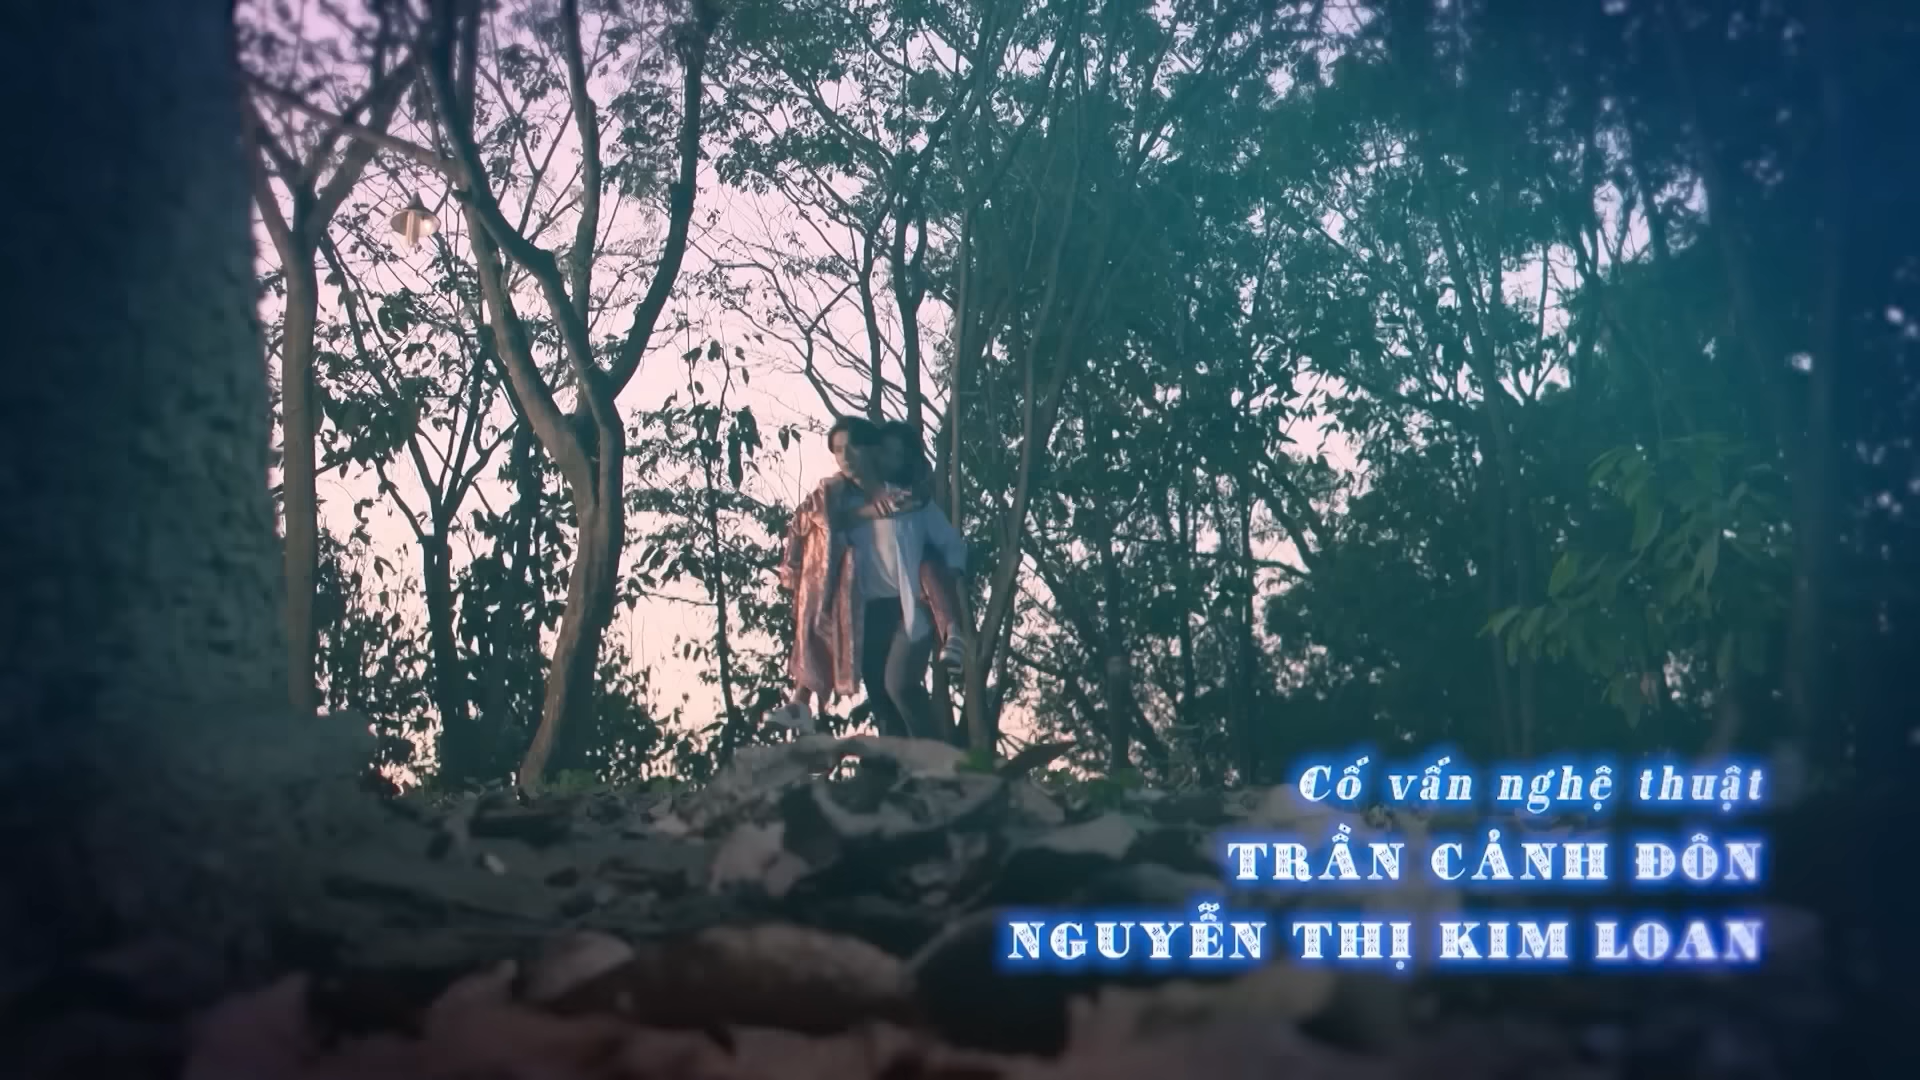 Cố vấn nghệ thuật
TRẦN CẢNH ĐÔN
NGUYỄN THỊ KIM LOAN